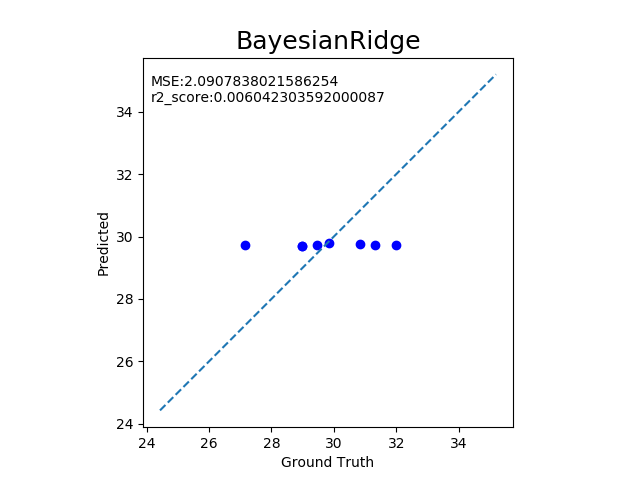 BayesianRidge
MSE:2.0907838021586254
r2_score:0.006042303592000087
34
32
30
28
26
24
Predicted
24 26 28 30 32 34
Ground Truth